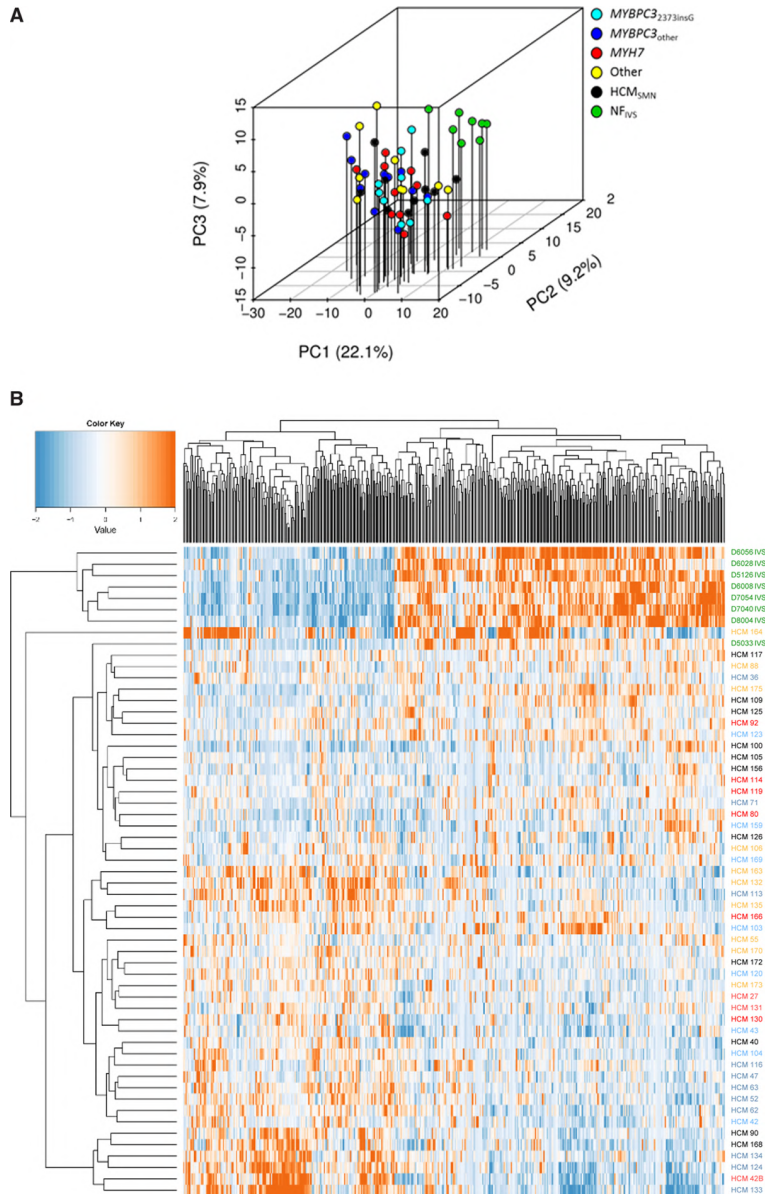 A
MYBPC3 2373insG
MYBPC3 other
MYH7
Other
HCM SMN
NF IVS
PC3 (7.9%)
15
10
5
0
−5
−10
−15
−30 −20 −10 0 10 20
PC1 (22.1%)
−10 −5 0 5 10 15 20 2
PC2 (9.2%)
B
Color Key
−2 −1 0 1 2
Value
D6056 IVS
D6028 IVS
D5126 IVS
D6008 IVS
D7054 IVS
D7040 IVS
D8004 IVS
HCM 164
D5033 IVS
HCM 117
HCM 88
HCM 36
HCM 175
HCM 109
HCM 125
HCM 92
HCM 123
HCM 100
HCM 105
HCM 156
HCM 114
HCM 119
HCM 71
HCM 80
HCM 159
HCM 126
HCM 106
HCM 169
HCM 163
HCM 132
HCM 113
HCM 135
HCM 166
HCM 103
HCM 55
HCM 170
HCM 172
HCM 120
HCM 173
HCM 27
HCM 131
HCM 130
HCM 43
HCM 40
HCM 104
HCM 116
HCM 47
HCM 63
HCM 52
HCM 62
HCM 42
HCM 90
HCM 168
HCM 134
HCM 124
HCM 42B
HCM 133